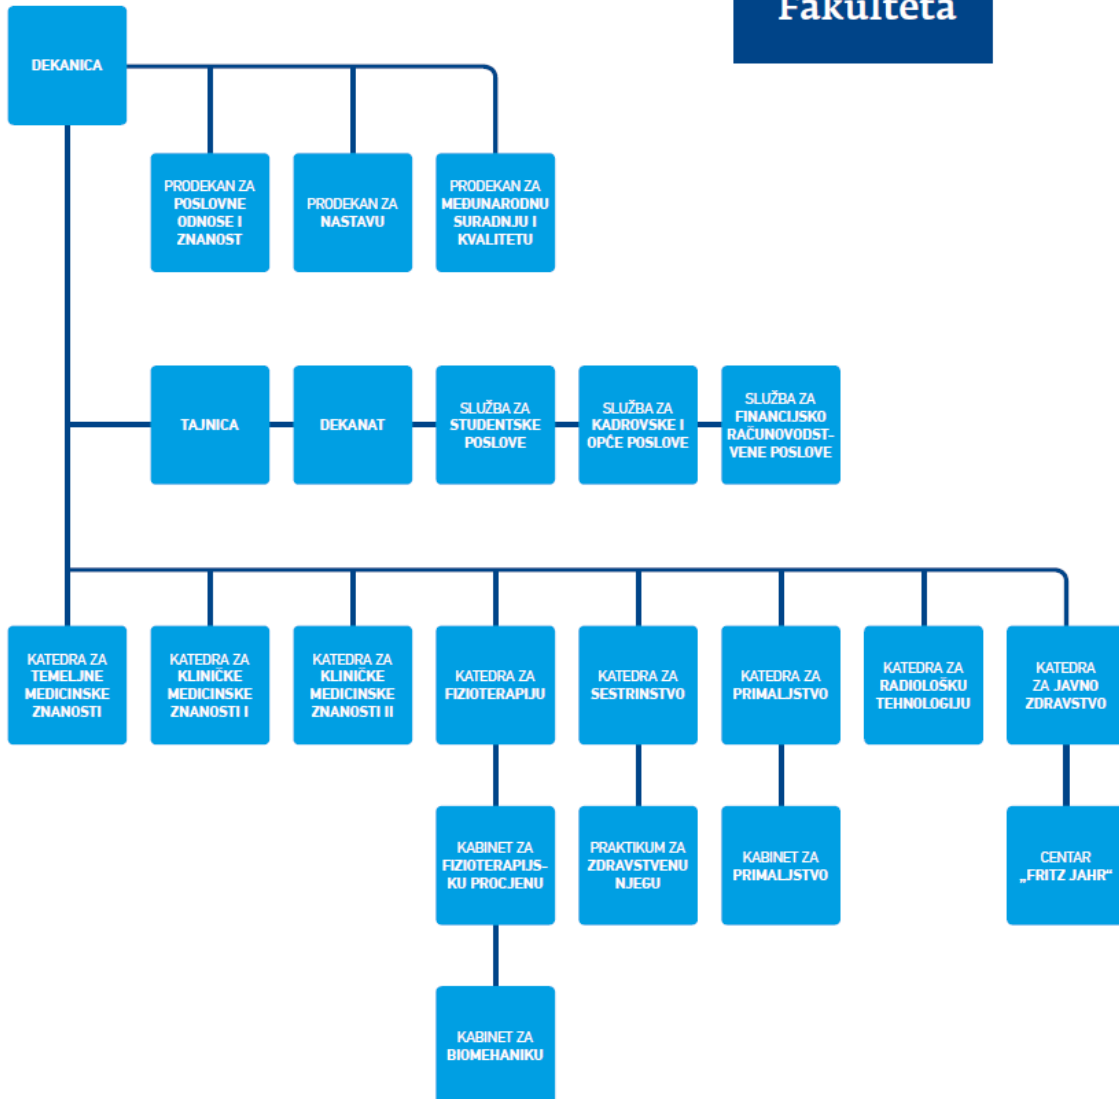 Fakulteta
DEKANICA
PRODEKAN ZA
POSLOVNE
ODNOSE I
ZNANOST
PRODEKAN ZA
NASTAVU
PRODEKAN ZA
MEĐUNARODNU
SURADNJU I
KVALITETU
TAJNICA
DEKANAT
SLUŽBA ZA
STUDENTSKE
POSLOVE
SLUŽBA ZA
KADROVSKE I
OPĆE POSLOVE
SLUŽBA ZA
FINANCIJSKO
RAČUNOVODST-
VENE POSLOVE
KATEDRA ZA
TEMELJNE
MEDICINSKE
ZNANOSTI
KATEDRA ZA
KLINIČKE
MEDICINSKE
ZNANOSTI I
KATEDRA ZA
KLINIČKE
MEDICINSKE
ZNANOSTI II
KATEDRA ZA
FIZIOTERAPIJU
KATEDRA ZA
SESTRINSTVO
KATEDRA ZA
PRIMALJSTVO
KATEDRA ZA
RADIOLOŠKU
TEHNOLOGIJU
KATEDRA
ZA JAVNO
ZDRAVSTVO
KABINET ZA
FIZIOTERAPIJS-
KU PROCJENU
PRAKTIKUM ZA
ZDRAVSTVENU
NJEGU
KABINET ZA
PRIMALJSTVO
CENTAR
„FRITZ JAHR“
KABINET ZA
BIOMEHANIKU